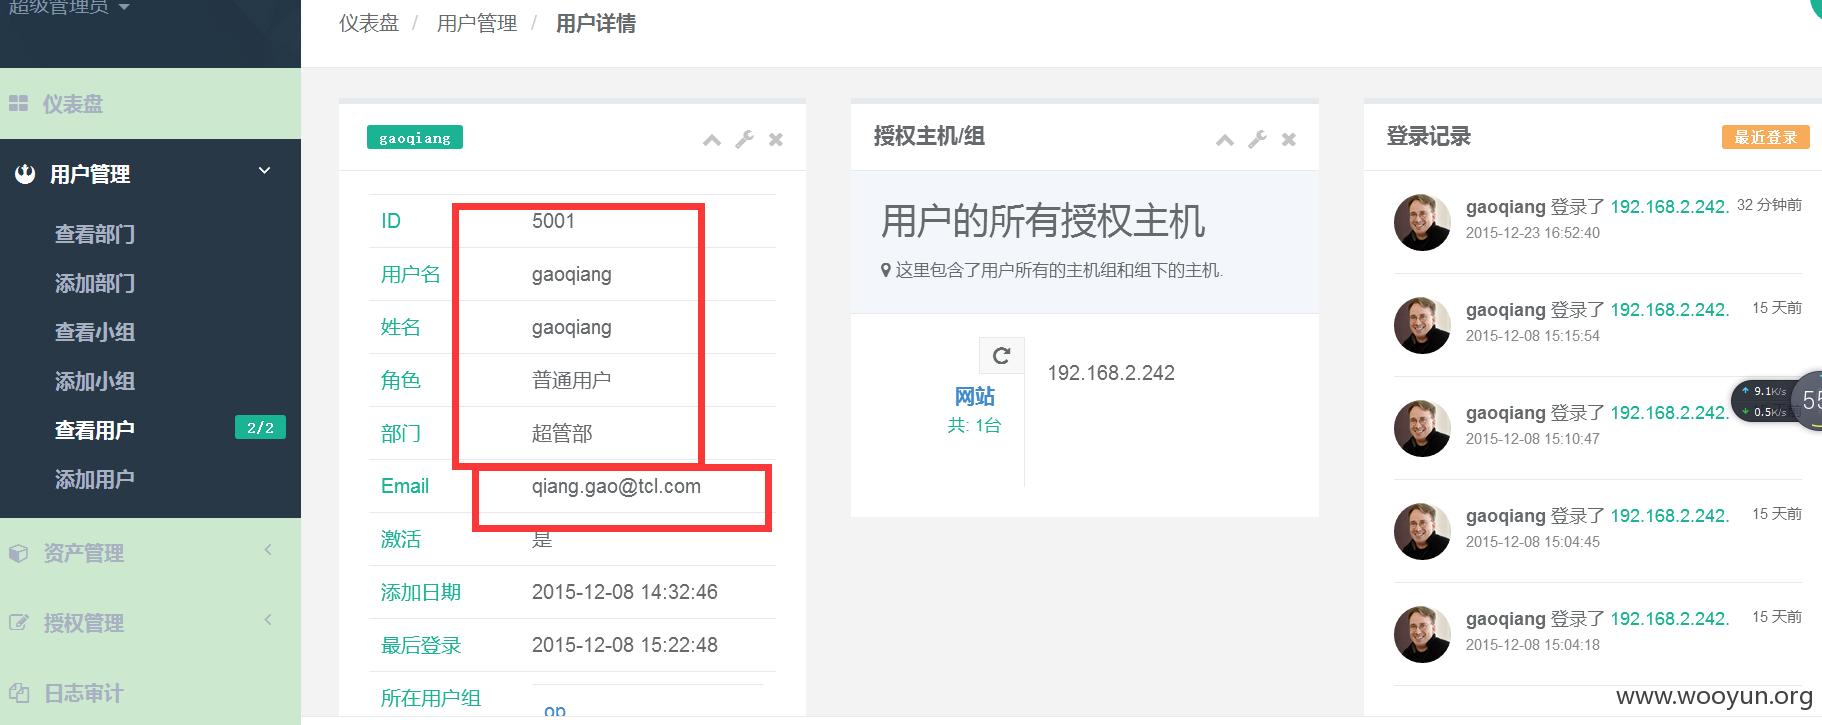 超级管理员
仪表盘 / 用户管理 / 用户详情
仪表盘
用户管理
查看部门
添加部门
查看小组
添加小组
查看用户 2/2
添加用户
资产管理
授权管理
日志审计
gaoqiang
ID 5001
用户名 gaoqiang
姓名 gaoqiang
角色 普通用户
部门 超管部
Email qiang.gao@tcl.com
激活 是
添加日期 2015-12-08 14:32:46
最后登录 2015-12-08 15:22:48
所在用户组
op
授权主机/组
用户的所有授权主机
这里包含了用户所有的主机组和组下的主机.
网站
共: 1台
192.168.2.242
登录记录 最近登录
gaoqiang 登录了 192.168.2.242. 32 分钟前
2015-12-23 16:52:40
gaoqiang 登录了 192.168.2.242. 15 天前
2015-12-08 15:15:54
gaoqiang 登录了 192.168.2.242.
2015-12-08 15:10:47
9.1K/s
0.5K/s
55
gaoqiang 登录了 192.168.2.242. 15 天前
2015-12-08 15:04:45
gaoqiang 登录了 192.168.2.242. 15 天前
2015-12-08 15:04:18
www.wooyun.org